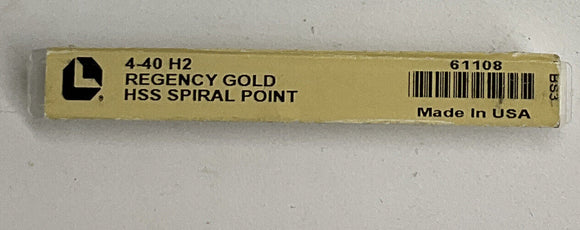 4-40 H2
REGENCY GOLD
HSS SPIRAL POINT
®
61108
Made In USA
BS3